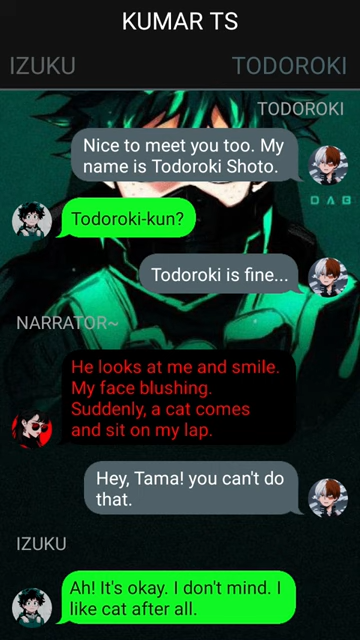 KUMAR TS
IZUKU
TODOROKI
TODOROKI
Nice to meet you too. My
name is Todoroki Shoto.
DAB
Todoroki-kun?
Todoroki is fine...
NARRATOR~
He looks at me and smile.
My face blushing.
Suddenly, a cat comes
and sit on my lap.
Hey, Tama! you can't do
that.
IZUKU
Ah! It's okay. I don't mind. I
like cat after all.